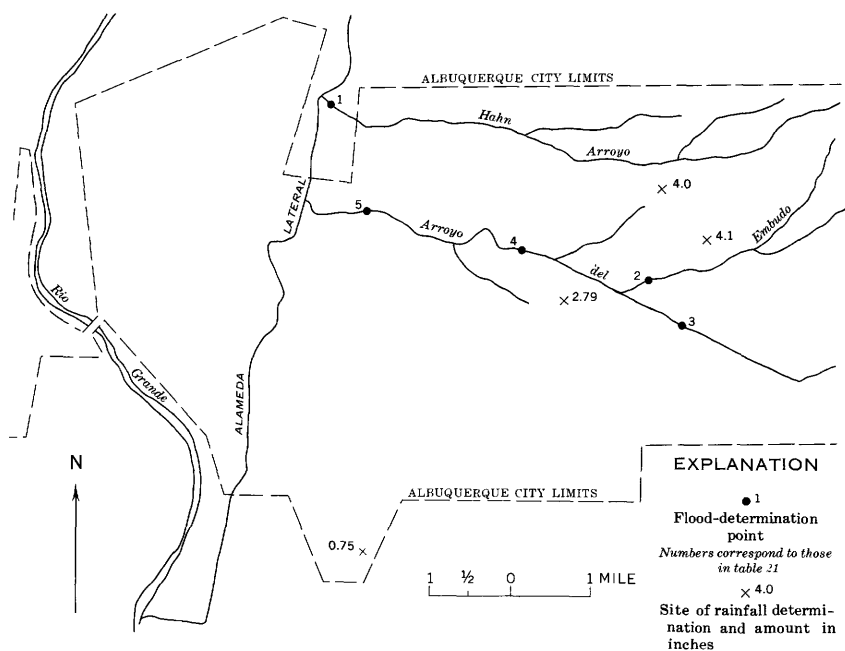 ALBUQUERQUE CITY LIMITS
1
Hahn
Arroyo
4.0
LATERAL
5
Arroyo
4
4.1
Embudo
del
2
2.79
3
Rio
Grande
ALAMEDA
N
ALBUQUERQUE CITY LIMITS
0.75
1 ½ 0 1 MILE
EXPLANATION
1
Flood-determination
point
Numbers correspond to those
in table 21
4.0
Site of rainfall determi-
nation and amount in
inches